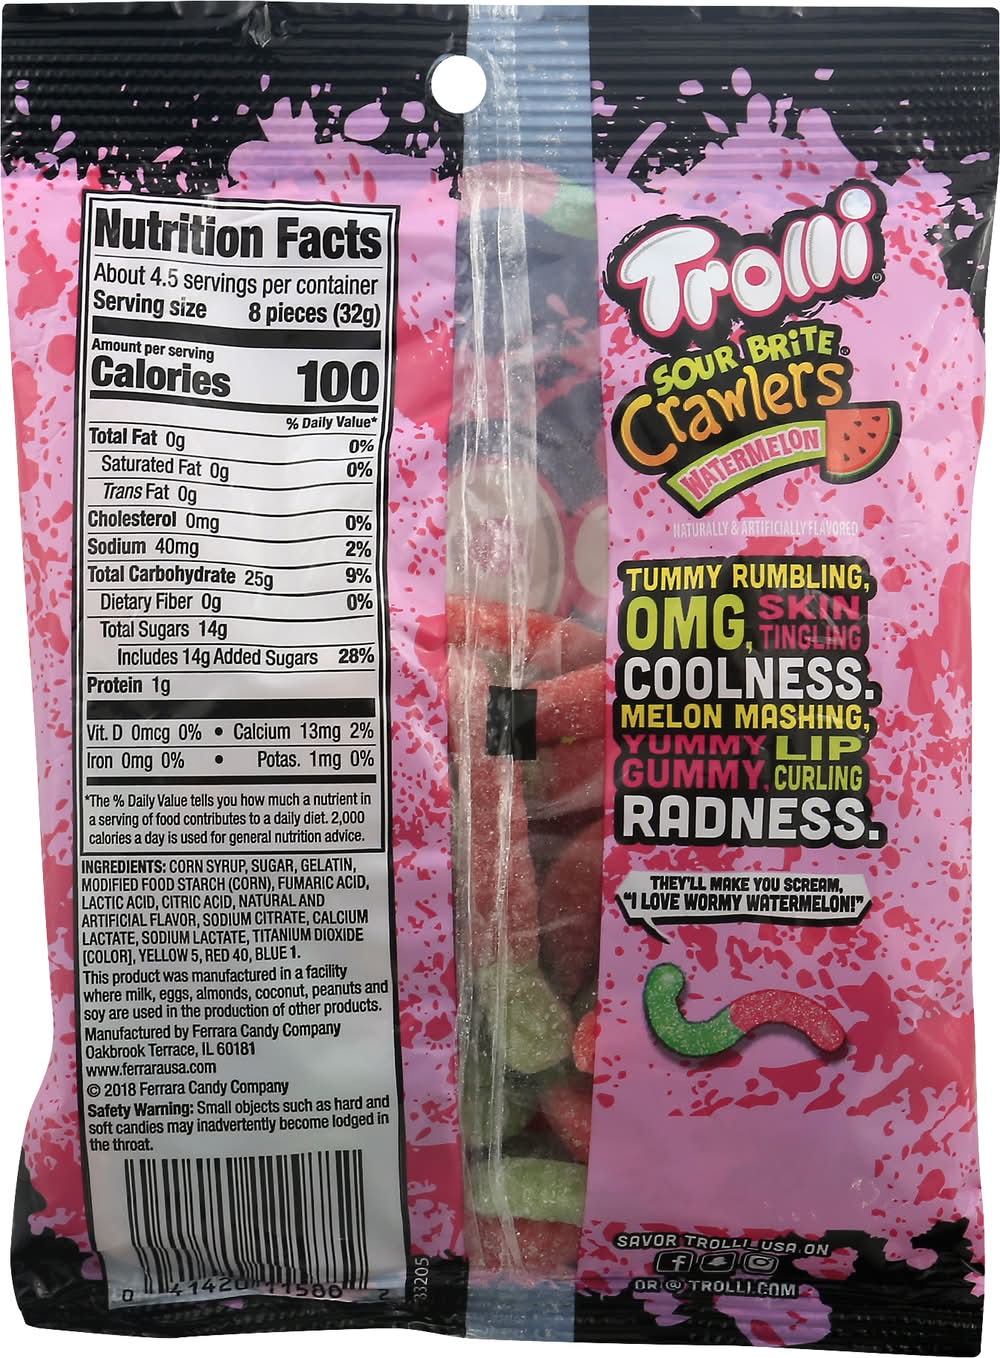 Nutrition Facts
About 4.5 servings per container
Serving size 8 pieces (32g)
Amount per serving
Calories 100
% Daily Value*
Total Fat 0g 0%
Saturated Fat 0g 0%
Trans Fat 0g
Cholesterol 0mg 0%
Sodium 40mg 2%
Total Carbohydrate 25g 9%
Dietary Fiber 0g 0%
Total Sugars 14g
Includes 14g Added Sugars 28%
Protein 1g
Vit. D 0mcg 0% • Calcium 13mg 2%
Iron 0mg 0% • Potas. 1mg 0%
*The % Daily Value tells you how much a nutrient in
a serving of food contributes to a daily diet. 2,000
calories a day is used for general nutrition advice.
INGREDIENTS: CORN SYRUP, SUGAR, GELATIN,
MODIFIED FOOD STARCH (CORN), FUMARIC ACID,
LACTIC ACID, CITRIC ACID, NATURAL AND
ARTIFICIAL FLAVOR, SODIUM CITRATE, CALCIUM
LACTATE, SODIUM LACTATE, TITANIUM DIOXIDE
[COLOR], YELLOW 5, RED 40, BLUE 1.
This product was manufactured in a facility
where milk, eggs, almonds, coconut, peanuts and
soy are used in the production of other products.
Manufactured by Ferrara Candy Company
Oakbrook Terrace, IL 60181
www.ferrarausa.com
© 2018 Ferrara Candy Company
Safety Warning: Small objects such as hard and
soft candies may inadvertently become lodged in
the throat.
0 41420 11586 2
33205
Trolli®
SOUR BRiTE®
Crawlers
WATERMELON
NATURALLY & ARTIFICIALLY FLAVORED
TUMMY RUMBLING,
OMG, SKIN TINGLING
COOLNESS.
MELON MASHING,
YUMMY GUMMY, LIP CURLING
RADNESS.
THEY'LL MAKE YOU SCREAM,
"I LOVE WORMY WATERMELON!"
SAVOR TROLLI_USA ON
OR @ TROLLI.COM